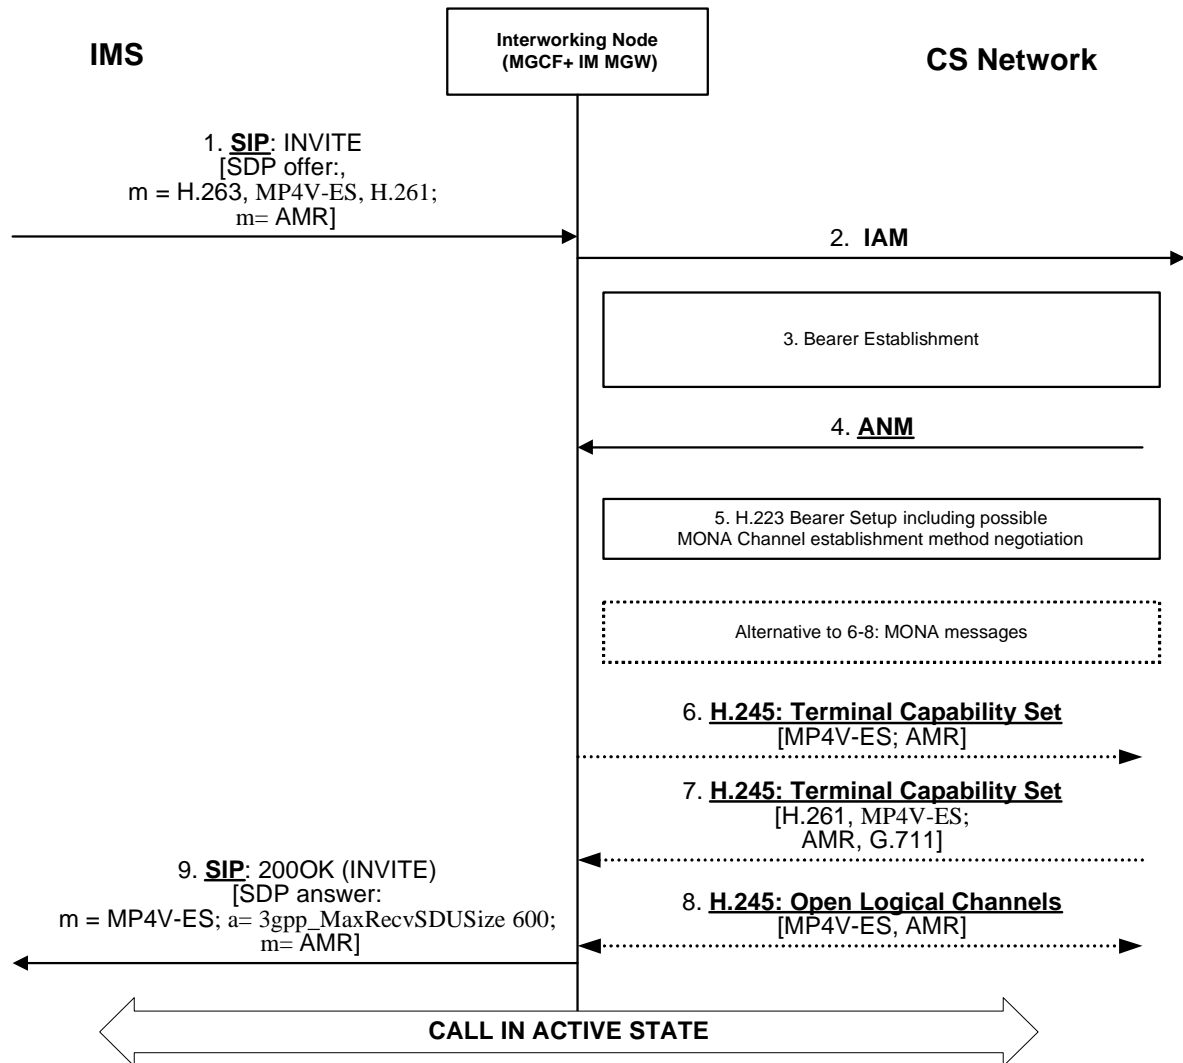 IMS
Interworking Node
(MGCF+ IM MGW)
CS Network
1. SIP: INVITE
[SDP offer:,
m = H.263, MP4V-ES, H.261;
m= AMR]
2. IAM
3. Bearer Establishment
4. ANM
5. H.223 Bearer Setup including possible
MONA Channel establishment method negotiation
Alternative to 6-8: MONA messages
6. H.245: Terminal Capability Set
[MP4V-ES; AMR]
7. H.245: Terminal Capability Set
[H.261, MP4V-ES;
AMR, G.711]
9. SIP: 200OK (INVITE)
[SDP answer:
m = MP4V-ES; a= 3gpp_MaxRecvSDUSize 600;
m= AMR]
8. H.245: Open Logical Channels
[MP4V-ES, AMR]
CALL IN ACTIVE STATE